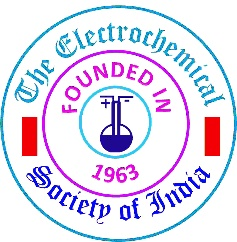 The Electrochemical
FOUNDED IN
+ -
1963
Society of India